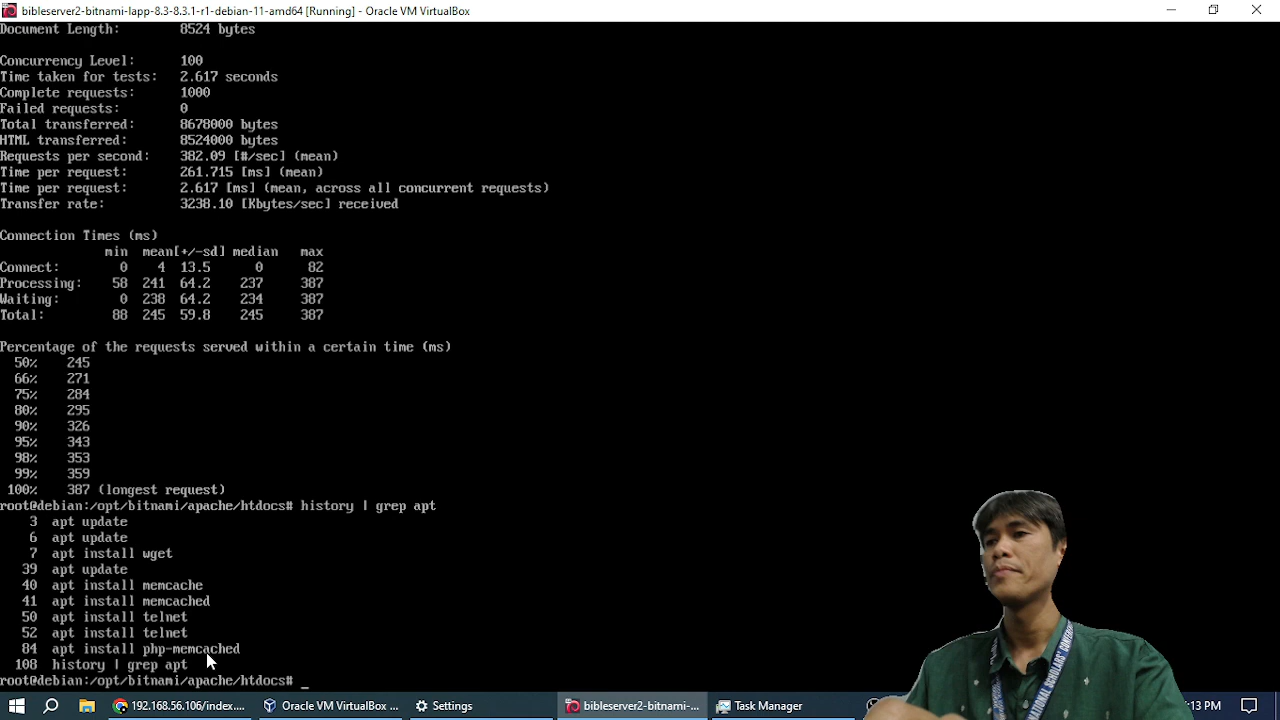 bibleserver2-bitnami-lapp-8.3-8.3.1-r1-debian-11-amd64 [Running] - Oracle VM VirtualBox
Document Length: 8524 bytes
Concurrency Level: 100
Time taken for tests: 2.617 seconds
Complete requests: 1000
Failed requests: 0
Total transferred: 8678000 bytes
HTML transferred: 8524000 bytes
Requests per second: 382.09 [#/sec] (mean)
Time per request: 261.715 [ms] (mean)
Time per request: 2.617 [ms] (mean, across all concurrent requests)
Transfer rate: 3238.10 [Kbytes/sec] received
Connection Times (ms)
min mean[+/-sd] median max
Connect: 0 4 13.5 0 82
Processing: 58 241 64.2 237 387
Waiting: 0 238 64.2 234 387
Total: 88 245 59.8 245 387
Percentage of the requests served within a certain time (ms)
50% 245
66% 271
75% 284
80% 295
90% 326
95% 343
98% 353
99% 359
100% 387 (longest request)
root@debian:/opt/bitnami/apache/htdocs# history | grep apt
3 apt update
6 apt update
7 apt install wget
39 apt update
40 apt install memcache
41 apt install memcached
50 apt install telnet
52 apt install telnet
84 apt install php-memcached
108 history | grep apt
root@debian:/opt/bitnami/apache/htdocs# _
192.168.56.106/index.... Oracle VM VirtualBox ... Settings bibleserver2-bitnami-... Task Manager :13 PM